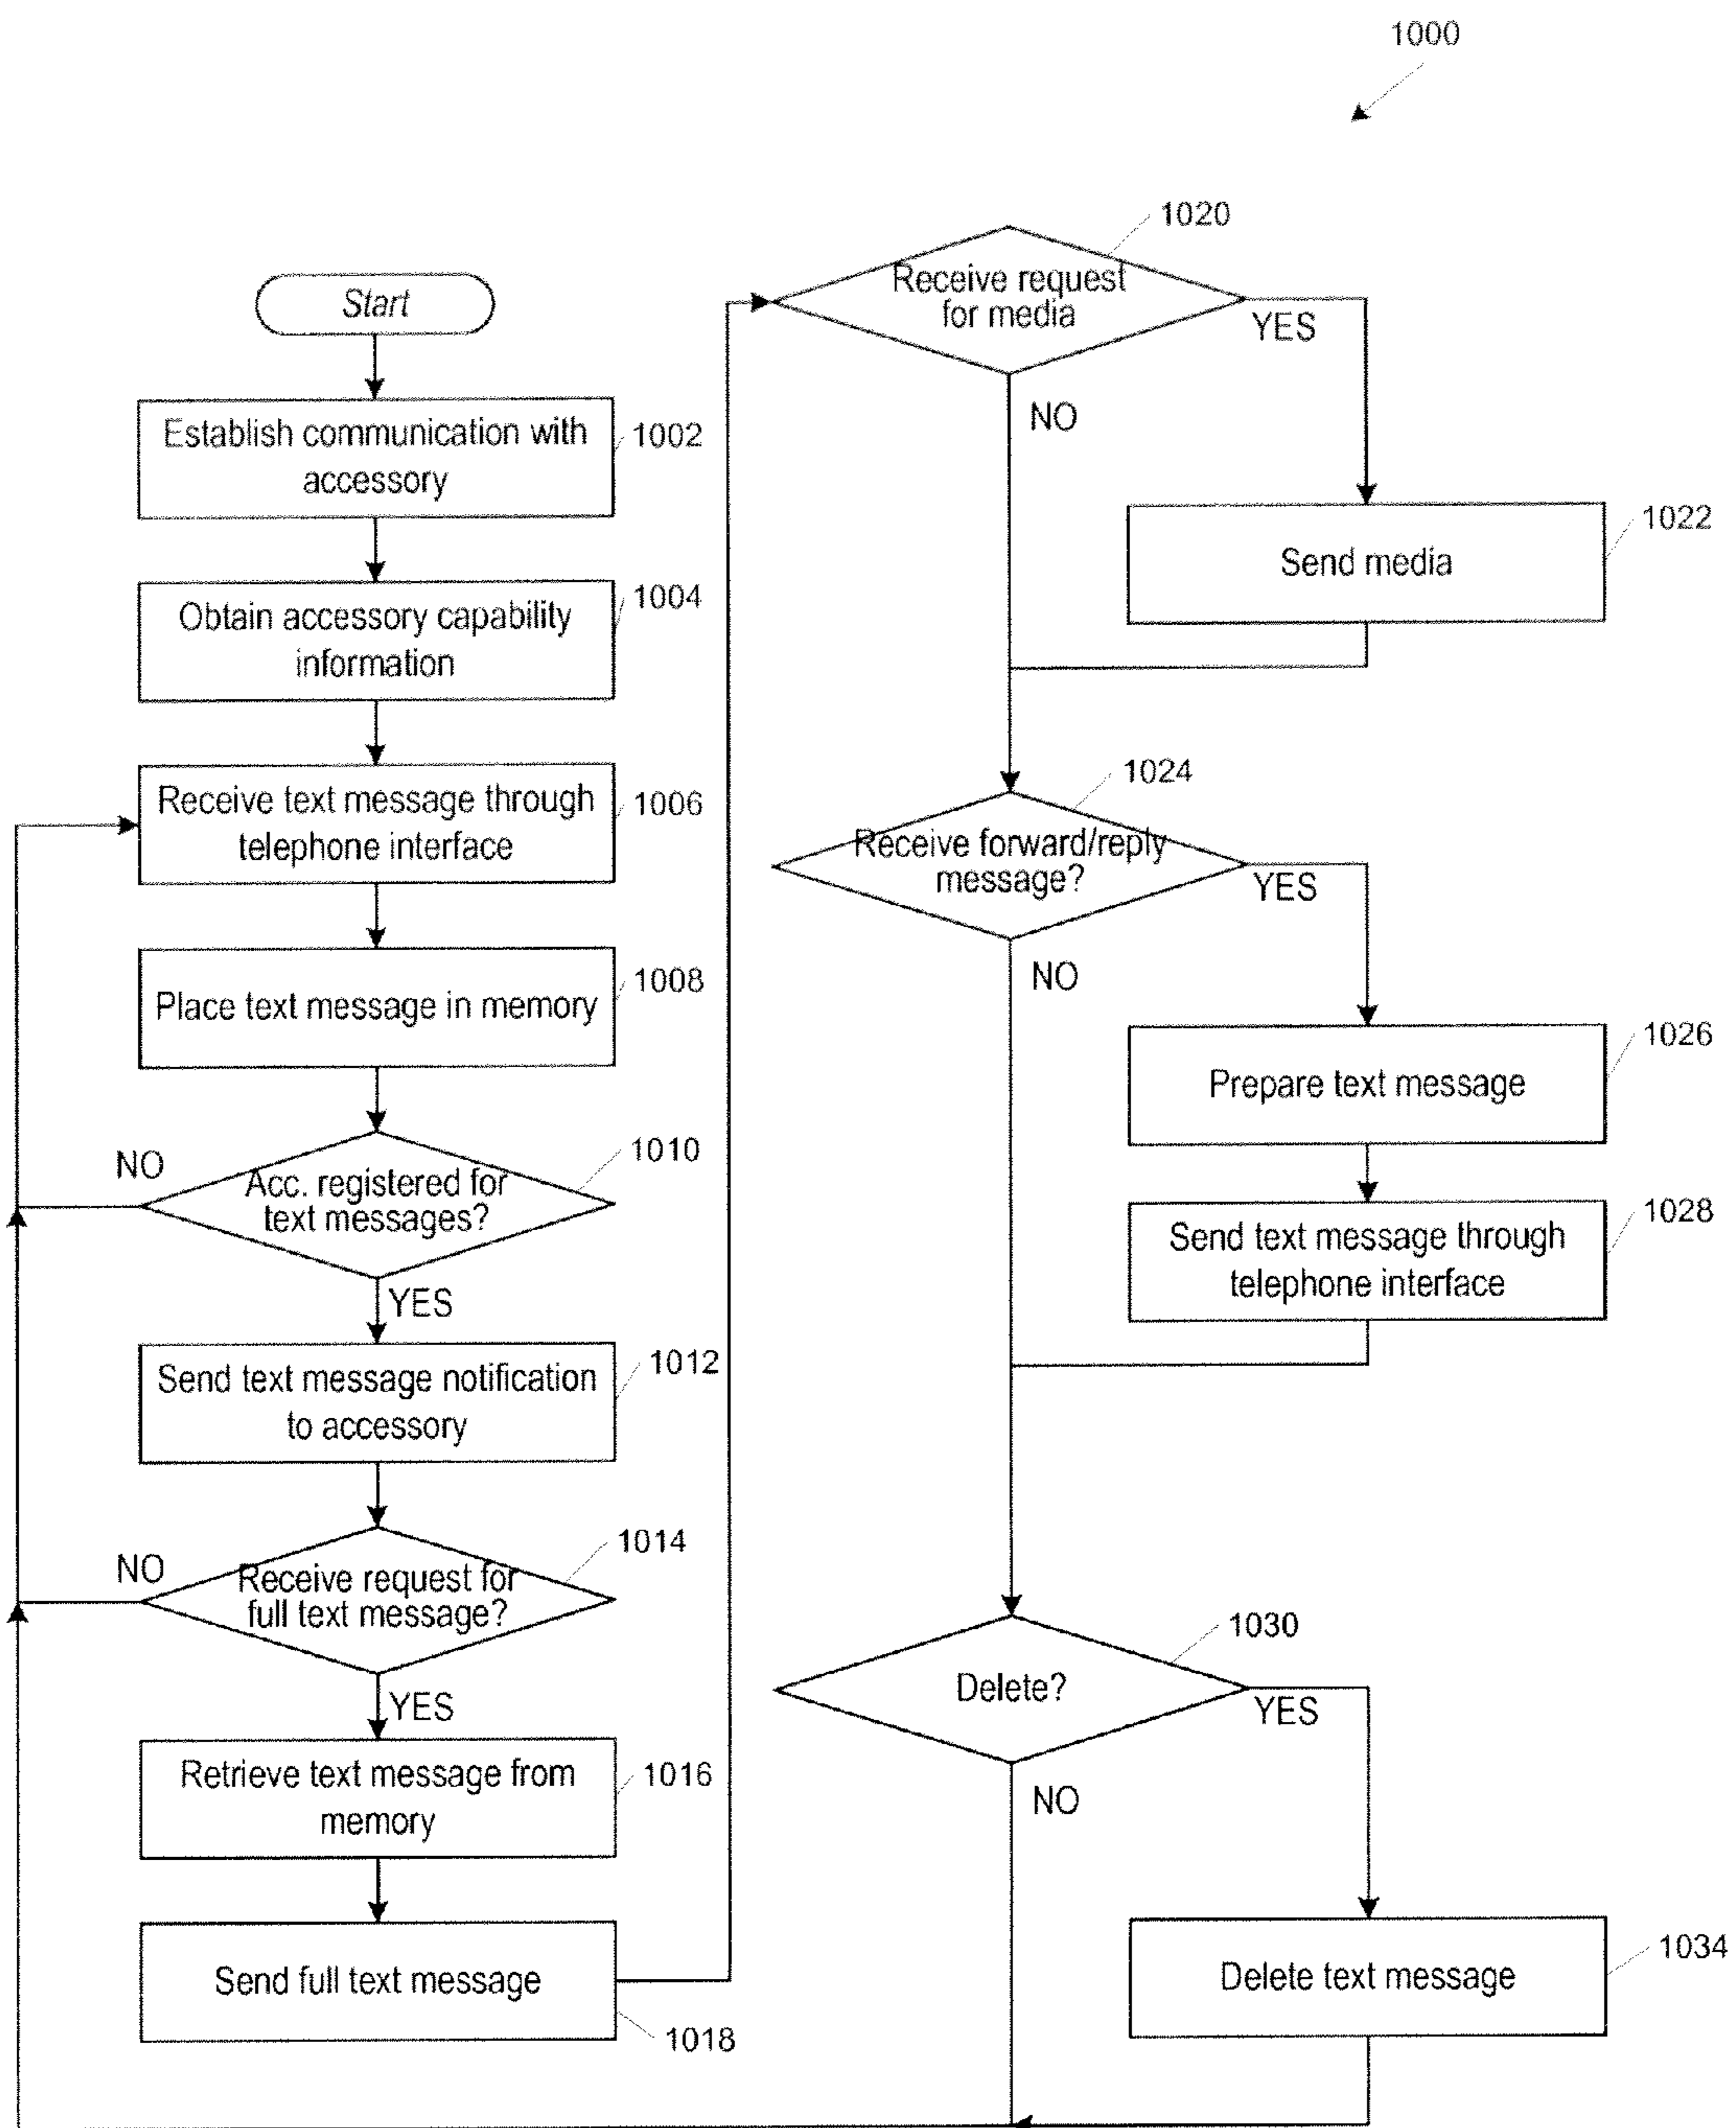 1000
Start
Establish communication with
accessory
1002
Obtain accessory capability
information
1004
Receive text message through
telephone interface
1006
Place text message in memory
1008
Acc. registered for
text messages?
1010
NO
YES
Send text message notification
to accessory
1012
Receive request for
full text message?
1014
NO
YES
Retrieve text message from
memory
1016
Send full text message
1018
Receive request
for media
1020
YES
NO
Send media
1022
Receive forward/reply
message?
1024
YES
NO
Prepare text message
1026
Send text message through
telephone interface
1028
Delete?
1030
YES
NO
Delete text message
1034